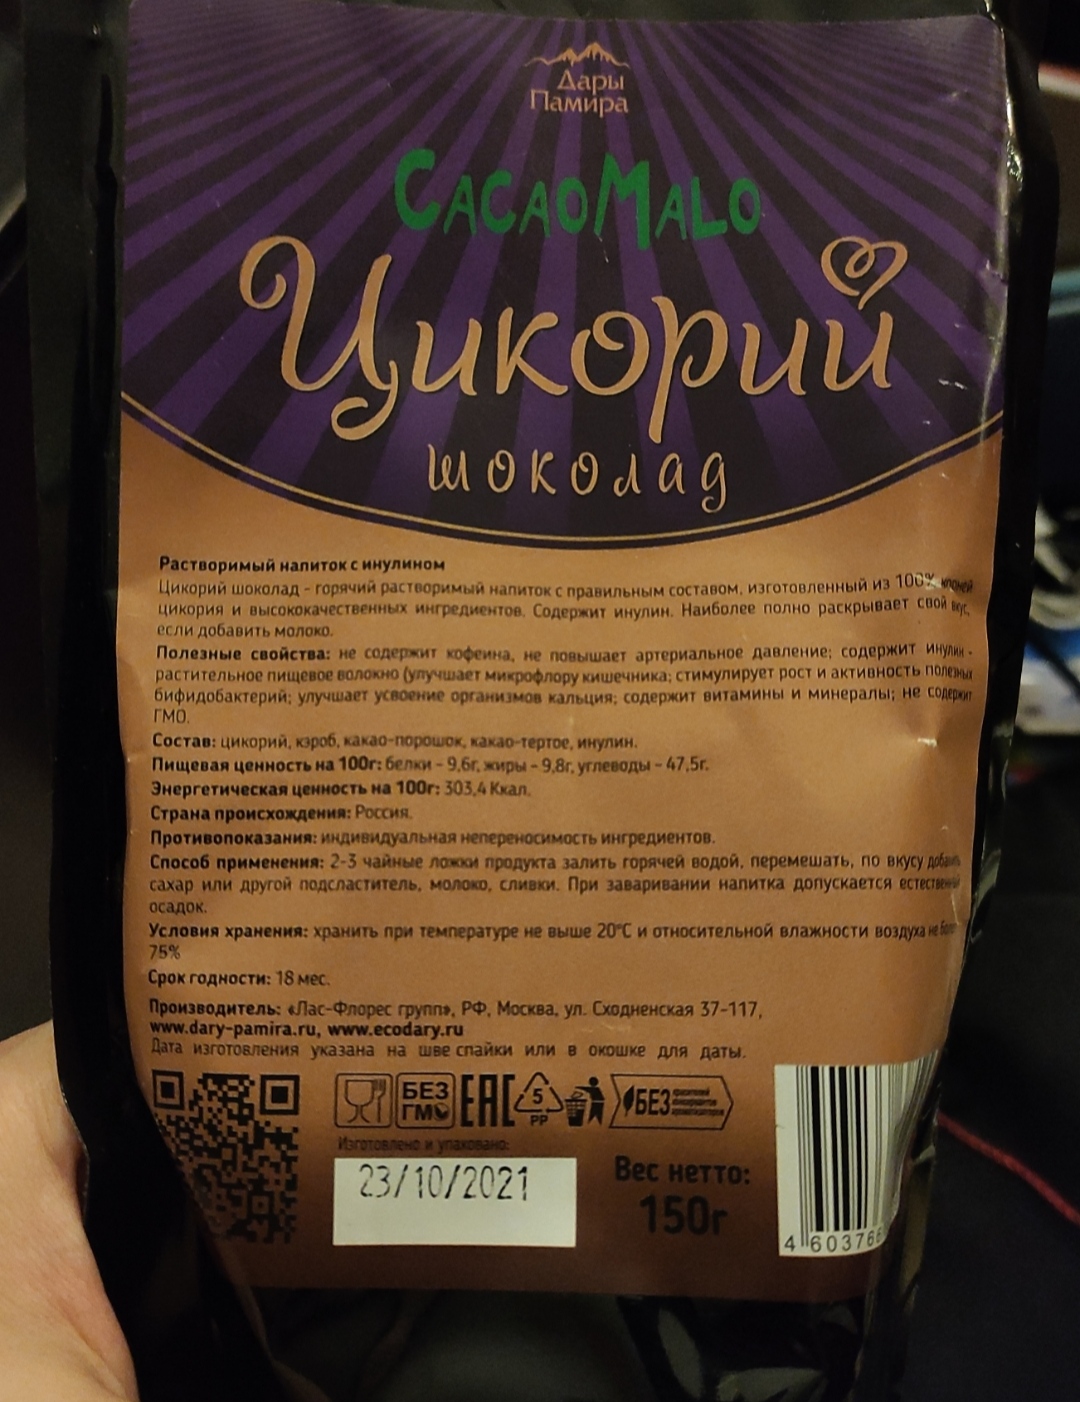 Дары
Памира
CACAOMALO
Цикорий
шоколад
Растворимый напиток с инулином
Цикорий шоколад - горячий растворимый напиток с правильным составом, изготовленный из 100% корней
цикория и высококачественных ингредиентов. Содержит инулин. Наиболее полно раскрывает свой вкус,
если добавить молоко.
Полезные свойства: не содержит кофеина, не повышает артериальное давление; содержит инулин -
растительное пищевое волокно (улучшает микрофлору кишечника; стимулирует рост и активность полезных
бифидобактерий; улучшает усвоение организмов кальция; содержит витамины и минералы; не содержит
ГМО.
Состав: цикорий, кэроб, какао-порошок, какао-тертое, инулин.
Пищевая ценность на 100г: белки - 9,6г, жиры - 9,8г, углеводы - 47,5г.
Энергетическая ценность на 100г: 303,4 Ккал.
Страна происхождения: Россия.
Противопоказания: индивидуальная непереносимость ингредиентов.
Способ применения: 2-3 чайные ложки продукта залить горячей водой, перемешать, по вкусу добавить
сахар или другой подсластитель, молоко, сливки. При заваривании напитка допускается естественный
осадок.
Условия хранения: хранить при температуре не выше 20°С и относительной влажности воздуха не
75%
Срок годности: 18 мес.
Производитель: «Лас-Флорес групп», РФ, Москва, ул. Сходненская 37-117,
www.dary-pamira.ru, www.ecodary.ru
Дата изготовления указана на шве спайки или в окошке для даты.
БЕЗ
ГМО
EAC
5
PP
БЕЗ
Изготовлено и упаковано:
23/10/2021
Вес нетто:
150г
4 603766